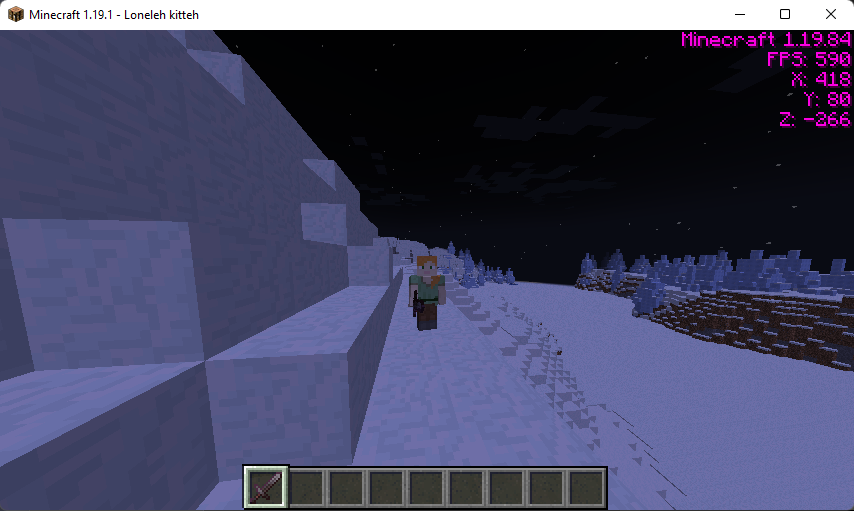 Minecraft 1.19.1 - Loneleh kitteh
Minecraft 1.19.84
FPS: 590
X: 418
Y: 80
Z: -266